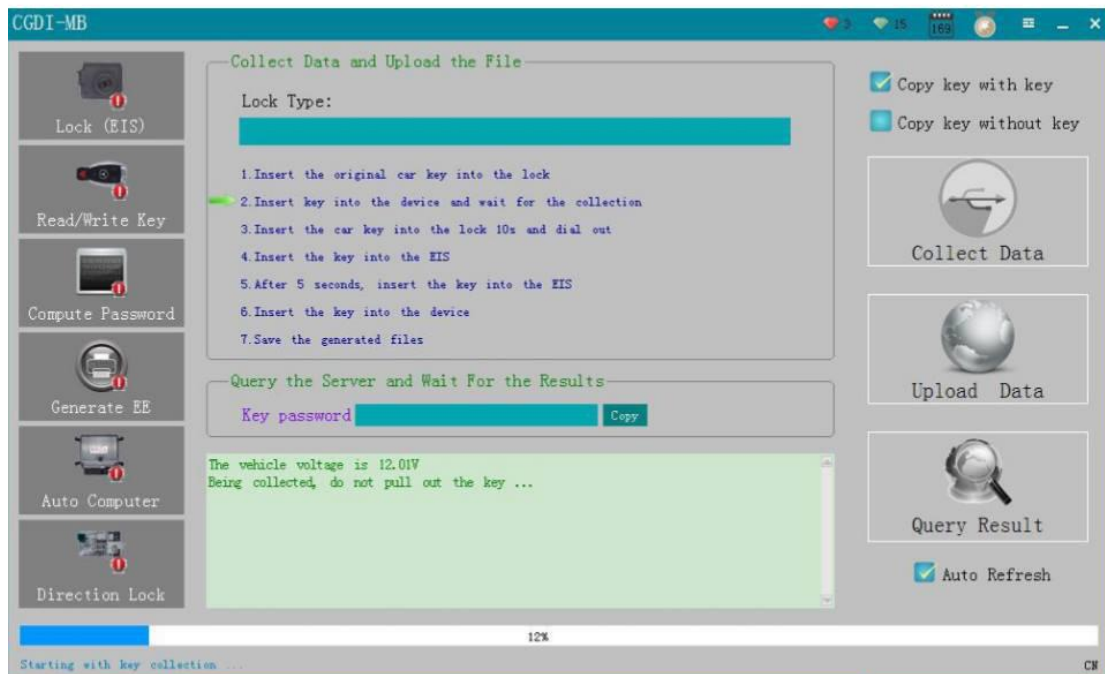 CGDI-MB
3
15
169
Lock (EIS)
Read/Write Key
Compute Password
Generate EE
Auto Computer
Direction Lock
Collect Data and Upload the File
Lock Type:
1.Insert the original car key into the lock
2.Insert key into the device and wait for the collection
3.Insert the car key into the lock 10s and dial out
4.Insert the key into the EIS
5.After 5 seconds, insert the key into the EIS
6.Insert the key into the device
7.Save the generated files
Query the Server and Wait For the Results
Key password
Copy
The vehicle voltage is 12.01V
Being collected, do not pull out the key ...
Copy key with key
Copy key without key
Collect Data
Upload Data
Query Result
Auto Refresh
12%
Starting with key collection ...
CN